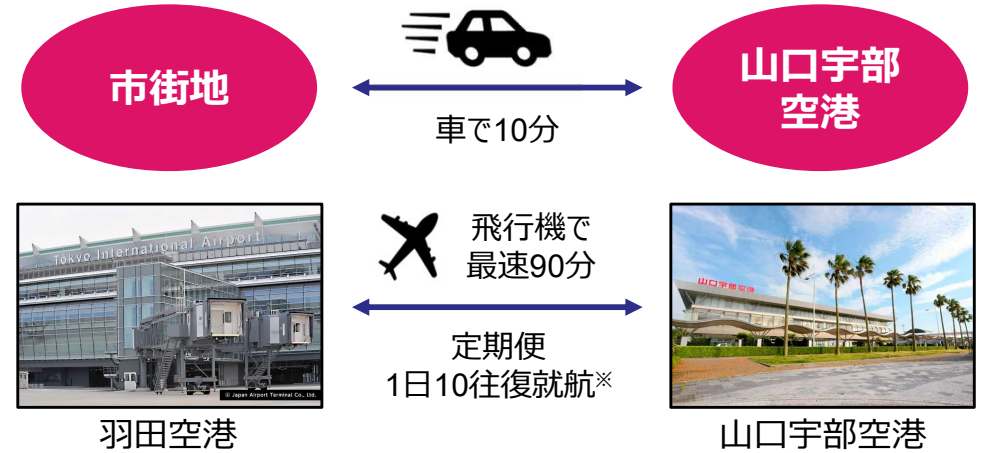 市街地
車で10分
山口宇部
空港
Tokyo International Airport
© Japan Airport Terminal Co., Ltd.
飛行機で
最速90分
定期便
1日10往復就航※
山口宇部空港
羽田空港
山口宇部空港